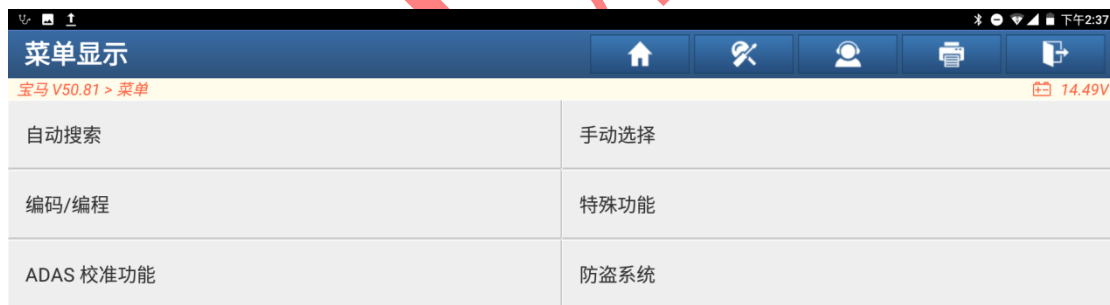 下午2:37
菜单显示
宝马 V50.81 > 菜单
14.49V
自动搜索
手动选择
编码/编程
特殊功能
ADAS 校准功能
防盗系统